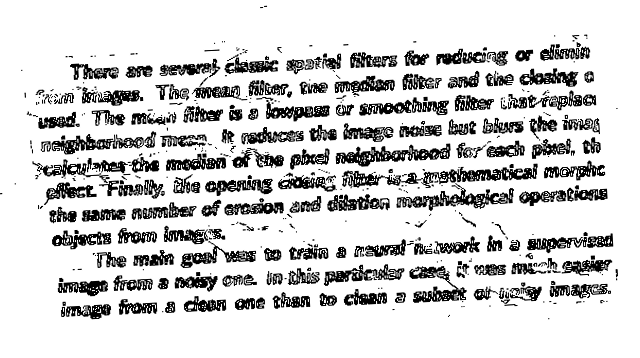 There are several classic spatial filters for reducing or elimin
from images. The mean filter, the median filter and the closing o
used. The mean filter is a lowpass or smoothing filter that replac
neighborhood mean. It reduces the image noise but blurs the imag
calculates the median of the pixel neighborhood for each pixel, th
effect. Finally, the opening closing filter is a mathematical morpho
the same number of erosion and dilation morphological operations
objects from images.
The main goal was to train a neural network in a supervised
image from a noisy one. In this particular case, it was much easier
image from a clean one than to clean a subset of noisy images.